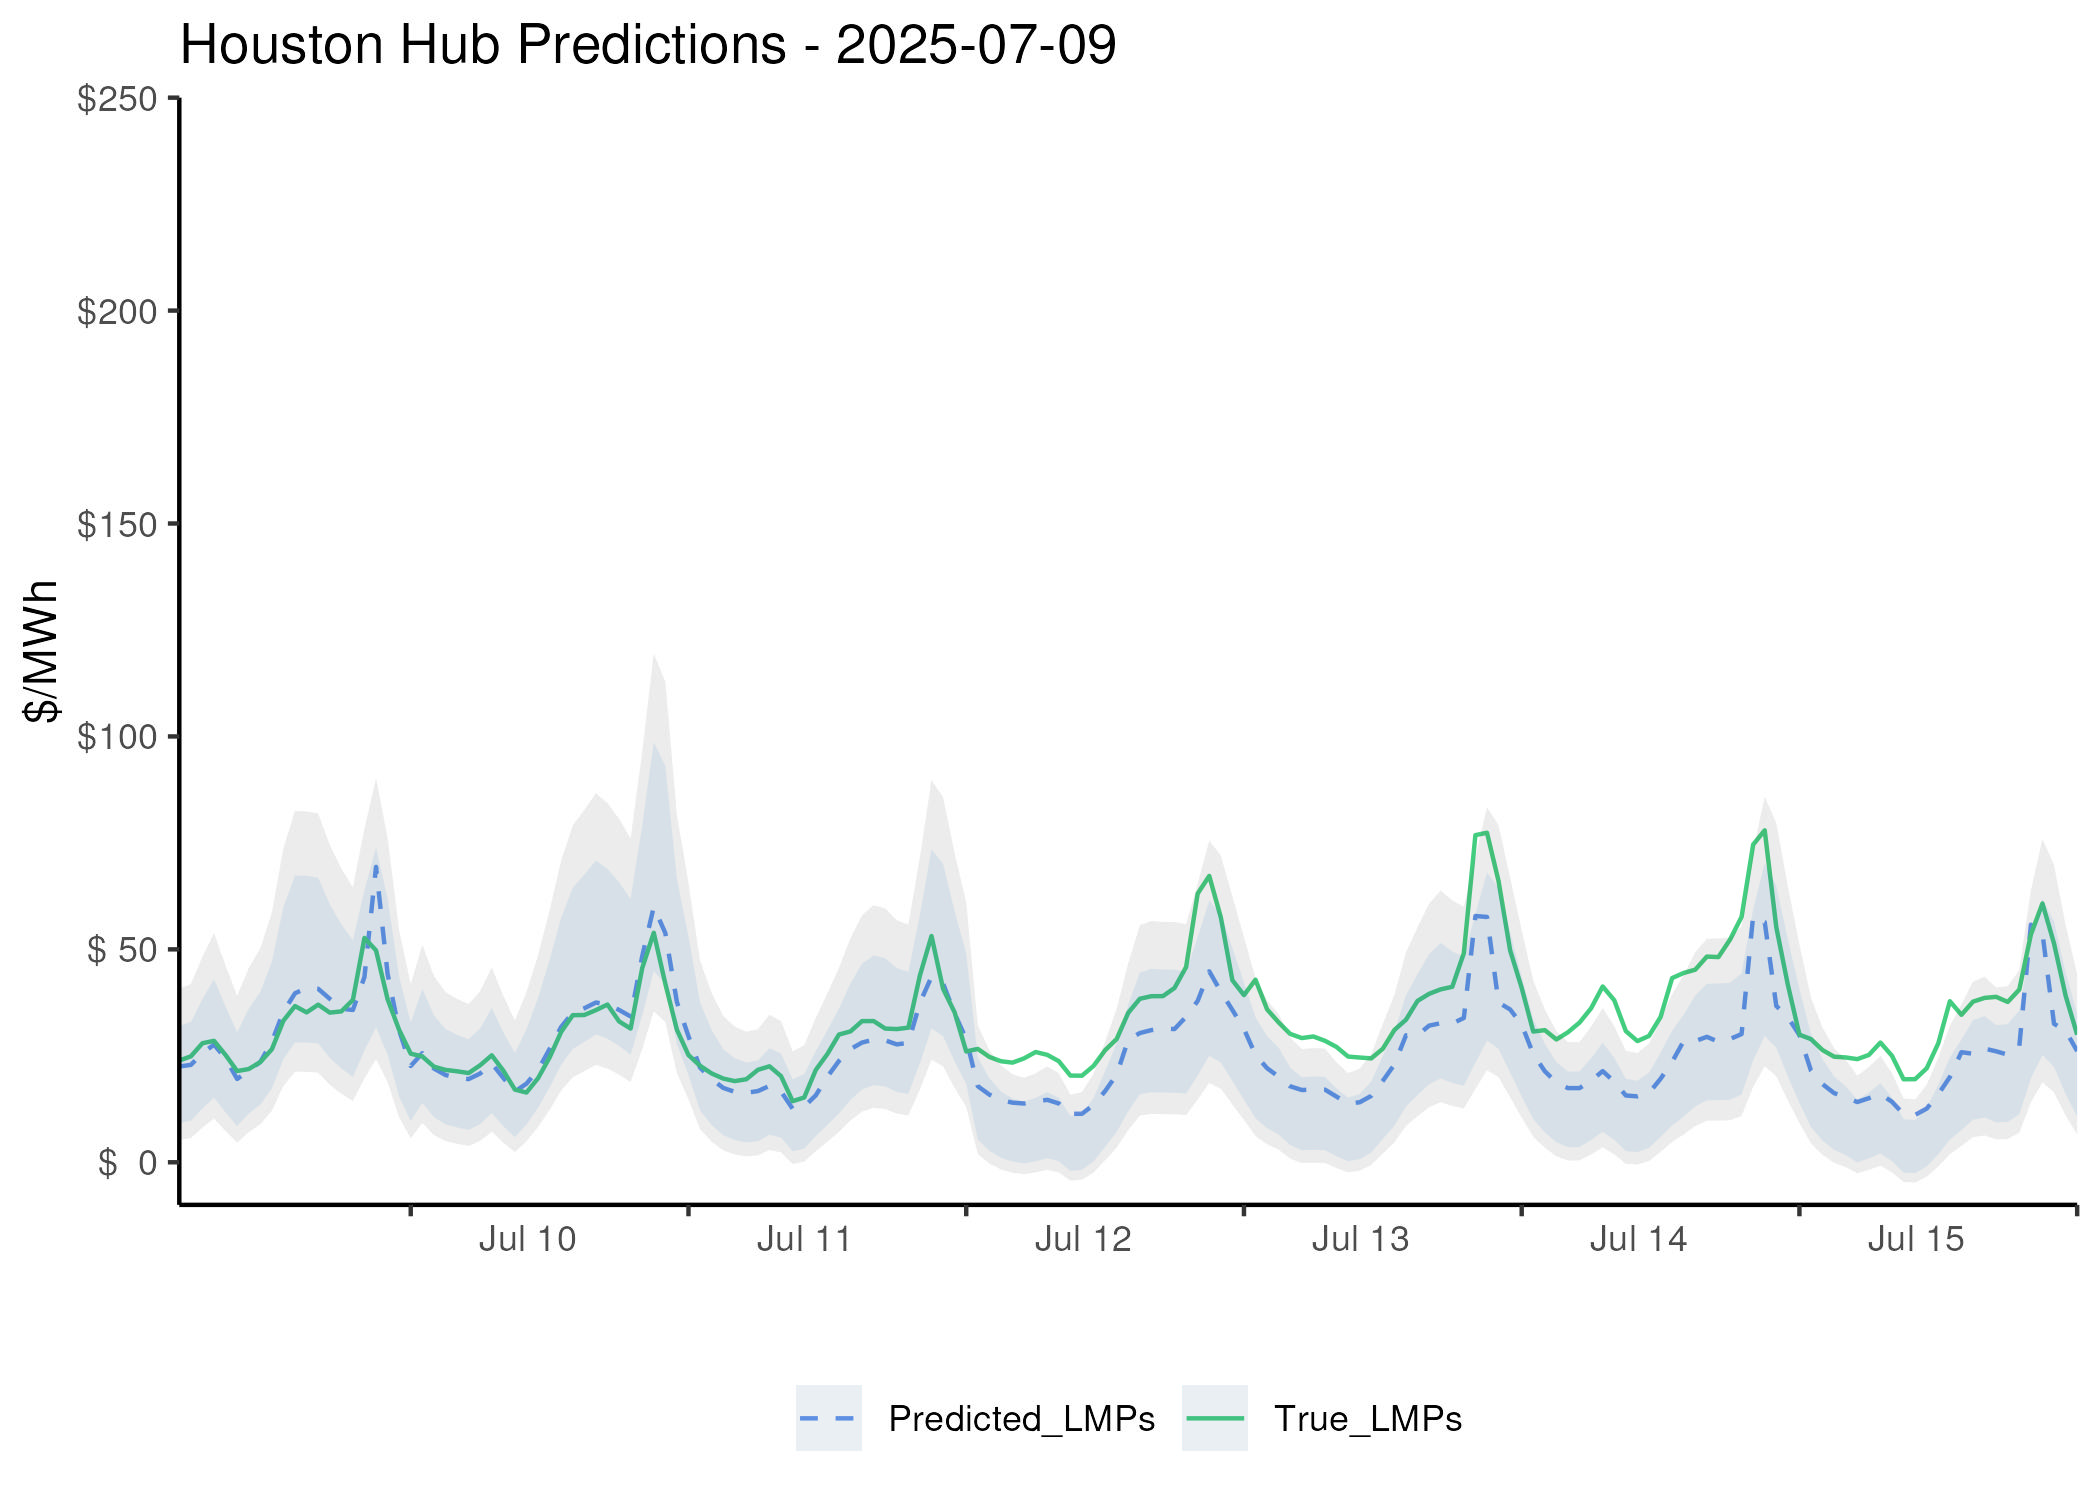 Houston Hub Predictions - 2025-07-09
$250
$200
$150
$100
$ 50
$  0
$/MWh
Jul 10
Jul 11
Jul 12
Jul 13
Jul 14
Jul 15
Predicted_LMPs
True_LMPs